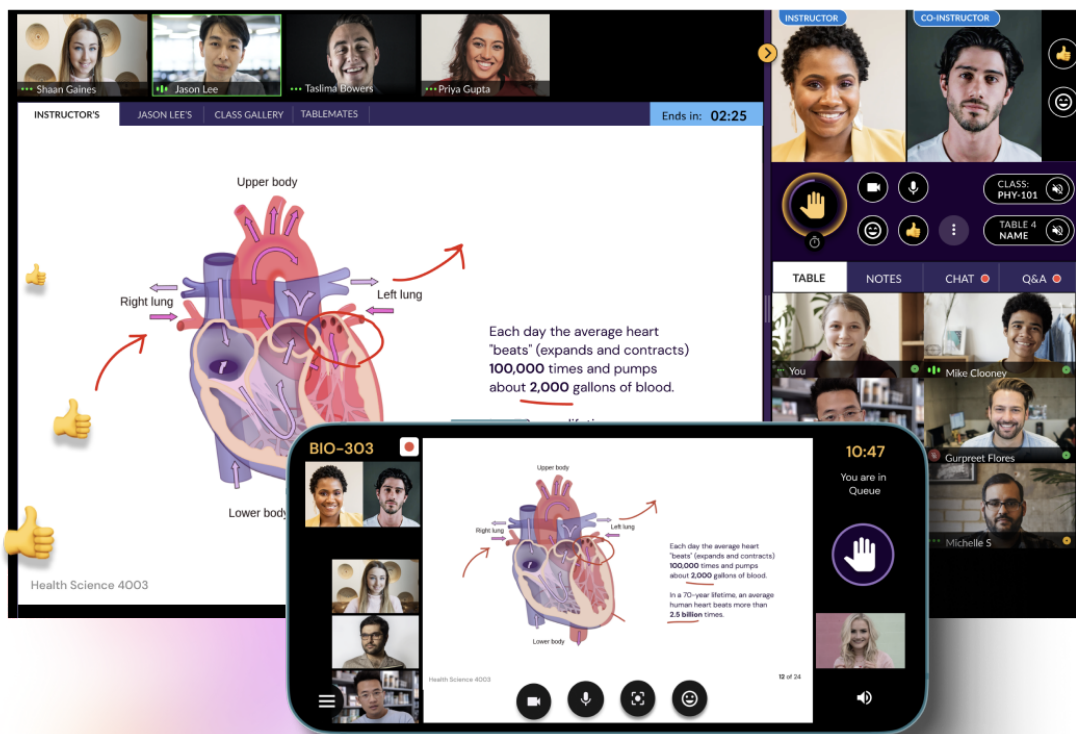 Shaan Gaines
Jason Lee
Taslima Bowers
Priya Gupta
INSTRUCTOR'S
JASON LEE'S
CLASS GALLERY
TABLEMATES
Ends in: 02:25
Upper body
Right lung
Left lung
Lower body
Each day the average heart
"beats" (expands and contracts)
100,000 times and pumps
about 2,000 gallons of blood.
Health Science 4003
INSTRUCTOR
CO-INSTRUCTOR
CLASS:
PHY-101
TABLE 4
NAME
TABLE
NOTES
CHAT
Q&A
You
Mike Clooney
Gurpreet Flores
Michelle S
BIO-303
Upper body
Right lung
Left lung
Lower body
Each day the average heart
"beats" (expands and contracts)
100,000 times and pumps
about 2,000 gallons of blood.
In a 70-year lifetime, an average
human heart beats more than
2.5 billion times.
Health Science 4003
12 of 24
10:47
You are in
Queue